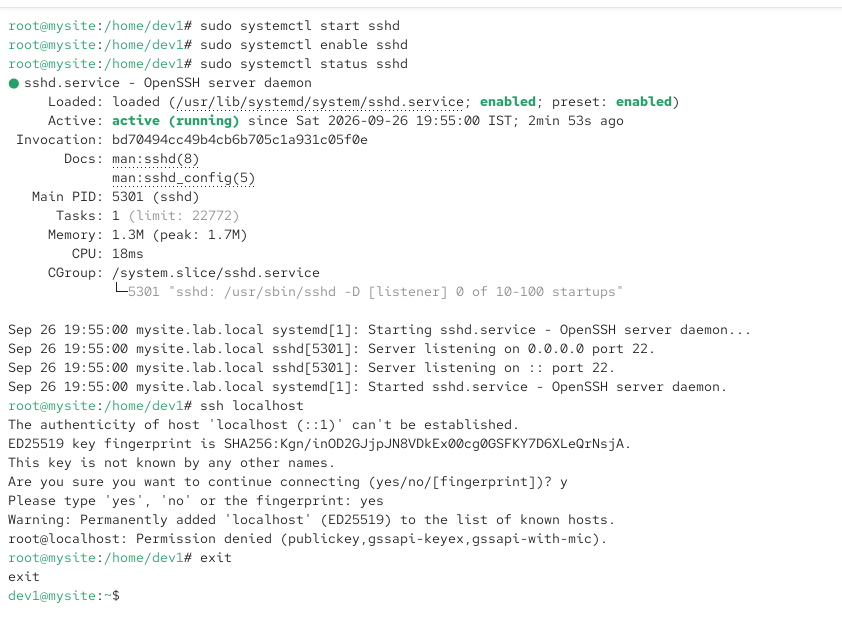 root@mysite:/home/dev1# sudo systemctl start sshd
root@mysite:/home/dev1# sudo systemctl enable sshd
root@mysite:/home/dev1# sudo systemctl status sshd
● sshd.service - OpenSSH server daemon
     Loaded: loaded (/usr/lib/systemd/system/sshd.service; enabled; preset: enabled)
     Active: active (running) since Sat 2026-09-26 19:55:00 IST; 2min 53s ago
 Invocation: bd70494cc49b4cb6b705c1a931c05f0e
       Docs: man:sshd(8)
             man:sshd_config(5)
   Main PID: 5301 (sshd)
      Tasks: 1 (limit: 22772)
     Memory: 1.3M (peak: 1.7M)
        CPU: 18ms
     CGroup: /system.slice/sshd.service
             └─5301 "sshd: /usr/sbin/sshd -D [listener] 0 of 10-100 startups"

Sep 26 19:55:00 mysite.lab.local systemd[1]: Starting sshd.service - OpenSSH server daemon...
Sep 26 19:55:00 mysite.lab.local sshd[5301]: Server listening on 0.0.0.0 port 22.
Sep 26 19:55:00 mysite.lab.local sshd[5301]: Server listening on :: port 22.
Sep 26 19:55:00 mysite.lab.local systemd[1]: Started sshd.service - OpenSSH server daemon.
root@mysite:/home/dev1# ssh localhost
The authenticity of host 'localhost (::1)' can't be established.
ED25519 key fingerprint is SHA256:Kgn/inOD2GJjpJN8VDkEx00cg0GSFKY7D6XLeQrNsjA.
This key is not known by any other names.
Are you sure you want to continue connecting (yes/no/[fingerprint])? y
Please type 'yes', 'no' or the fingerprint: yes
Warning: Permanently added 'localhost' (ED25519) to the list of known hosts.
root@localhost: Permission denied (publickey,gssapi-keyex,gssapi-with-mic).
root@mysite:/home/dev1# exit
exit
dev1@mysite:~$